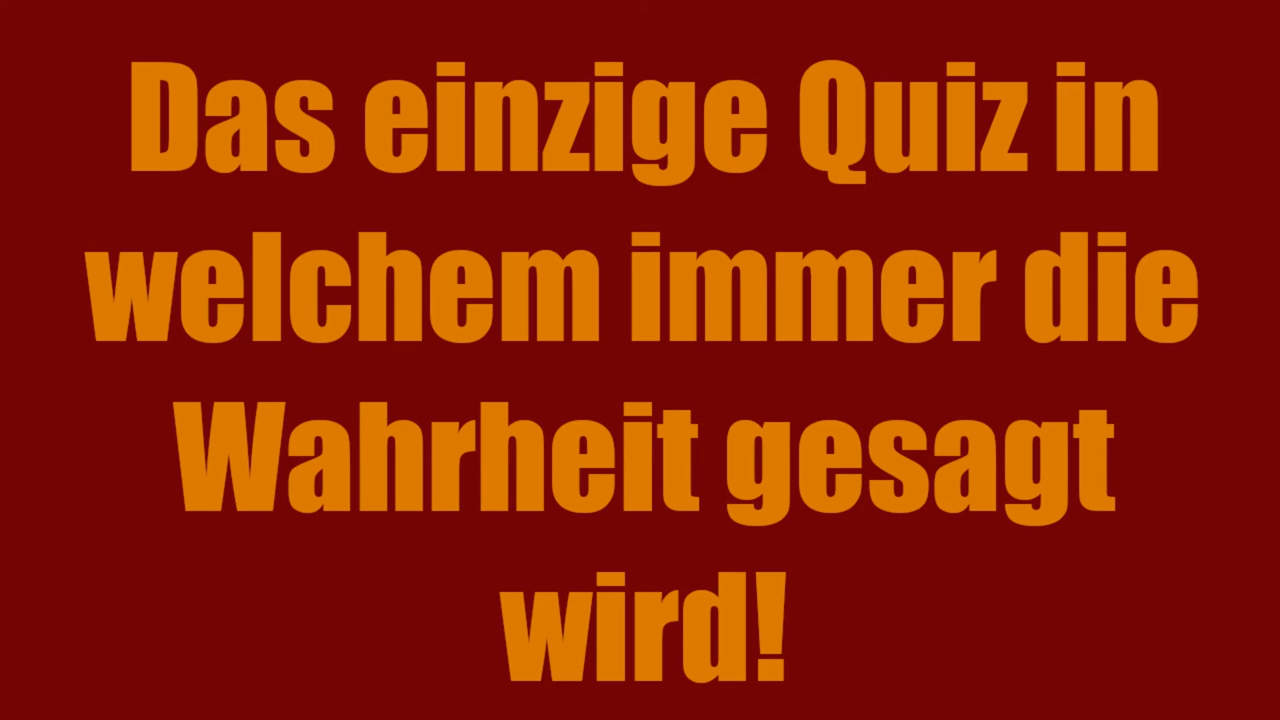 Das einzige Quiz in
welchem immer die
Wahrheit gesagt
wird!